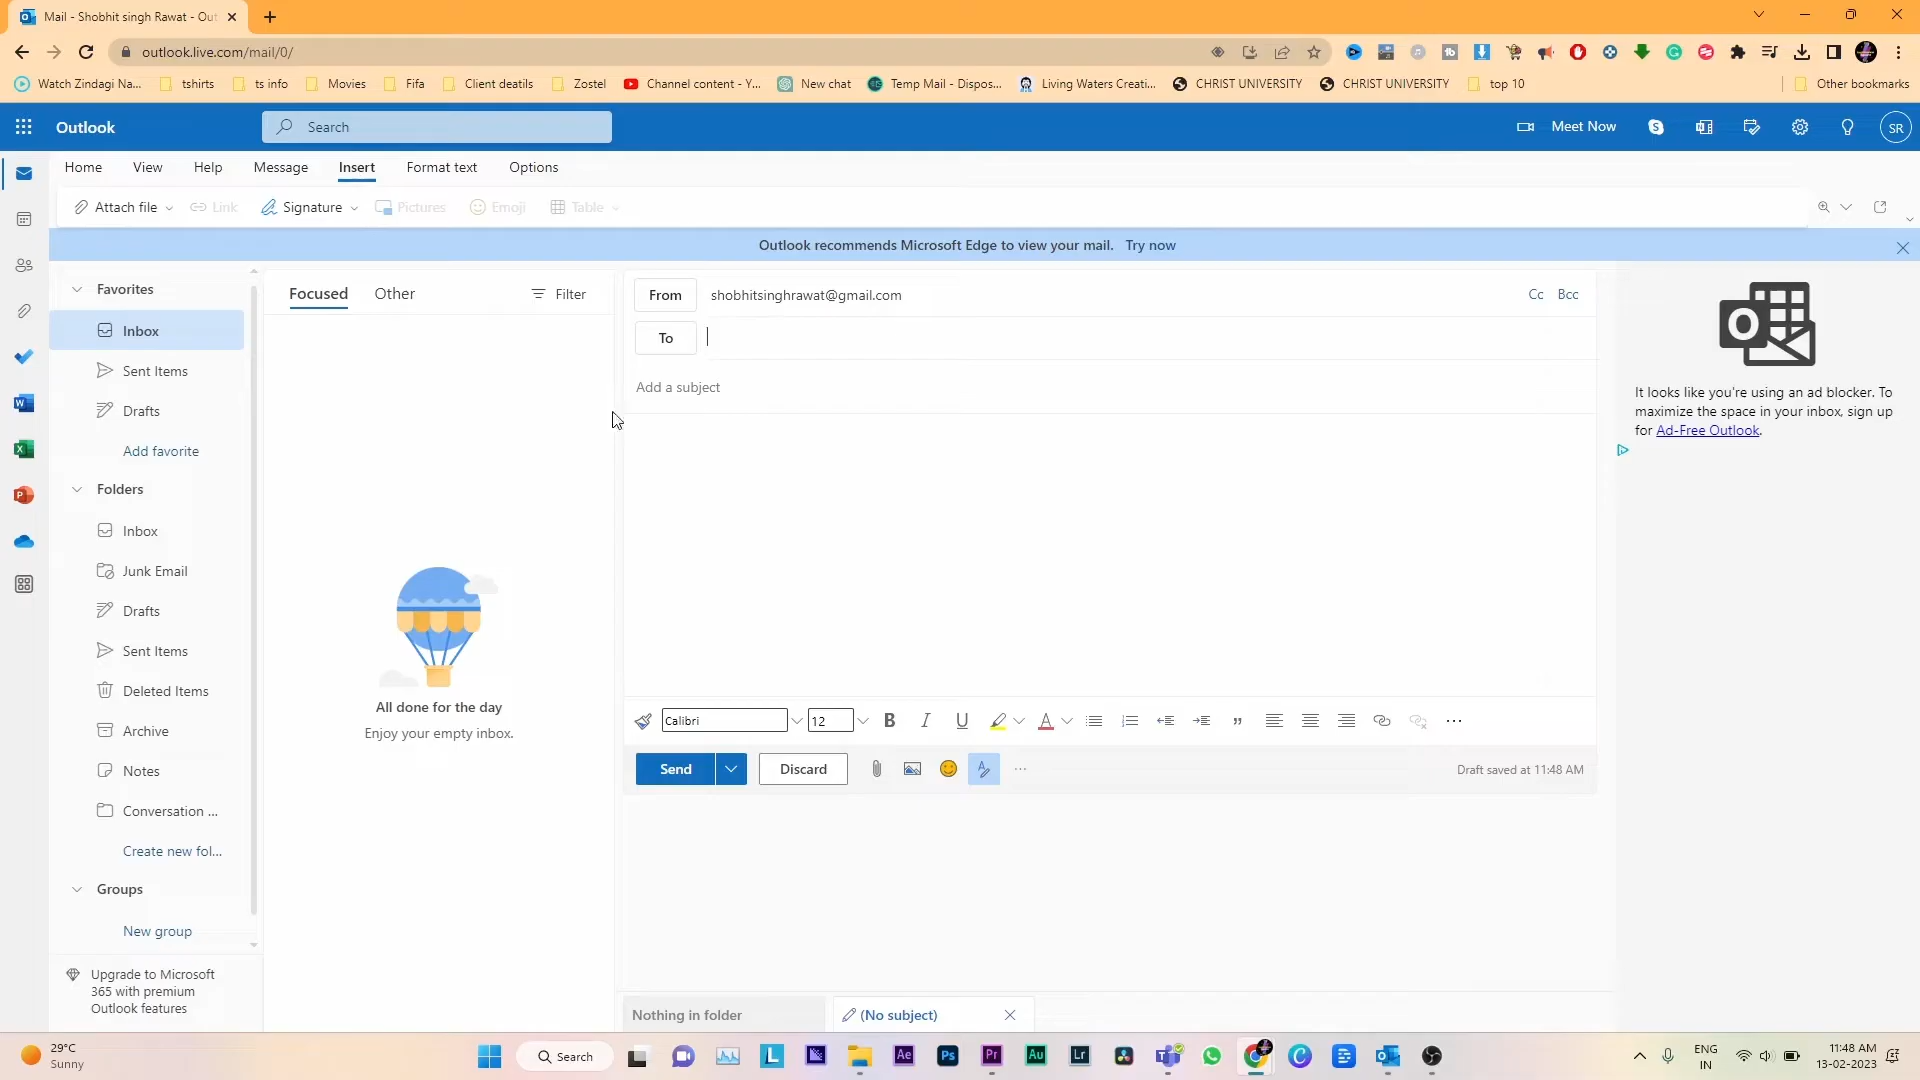 Mail - Shobhit singh Rawat - Out
outlook.live.com/mail/0/
Watch Zindagi Na...
tshirts
ts info
Movies
Fifa
Client deatils
Zostel
Channel content - Y...
New chat
Temp Mail - Dispos...
Living Waters Creati...
CHRIST UNIVERSITY
CHRIST UNIVERSITY
top 10
Other bookmarks
Outlook
Search
Meet Now
SR
Home
View
Help
Message
Insert
Format text
Options
Attach file
Link
Signature
Pictures
Emoji
Table
Outlook recommends Microsoft Edge to view your mail. Try now
Favorites
Inbox
Sent Items
Drafts
Add favorite
Folders
Inbox
Junk Email
Drafts
Sent Items
Deleted Items
Archive
Notes
Conversation ...
Create new fol...
Groups
New group
Upgrade to Microsoft
365 with premium
Outlook features
Focused
Other
Filter
All done for the day
Enjoy your empty inbox.
From
shobhitsinghrawat@gmail.com
Cc
Bcc
To
Add a subject
Calibri
12
B
I
U
A
Send
Discard
Draft saved at 11:48 AM
Nothing in folder
(No subject)
It looks like you're using an ad blocker. To
maximize the space in your inbox, sign up
for Ad-Free Outlook.
29°C
Sunny
Search
L
Ae
Ps
Pr
Au
Lr
ENG
IN
11:48 AM
13-02-2023